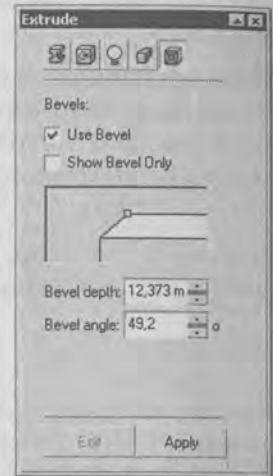 Extrude
Bevels:
Use Bevel
Show Bevel Only
Bevel depth: 12,373 m
Bevel angle: 49,2 o
Edit Apply